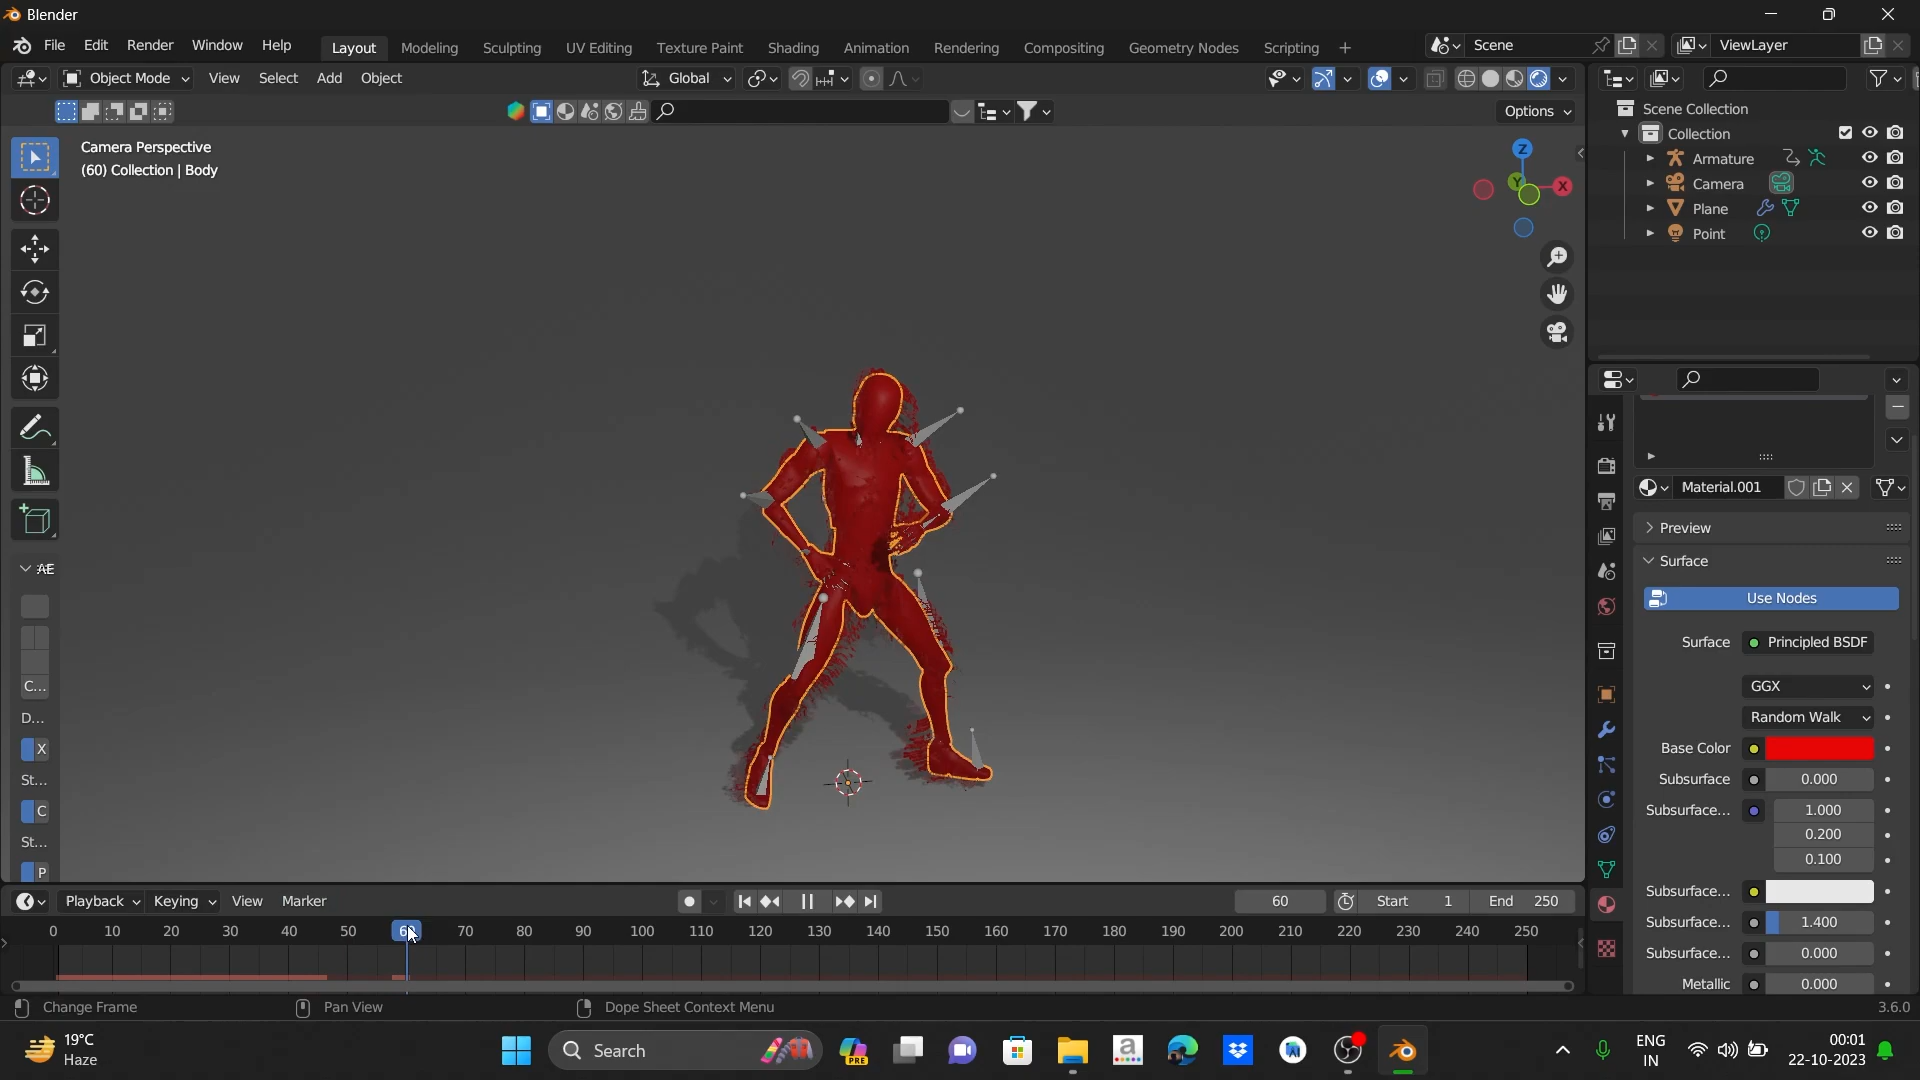 Blender
File Edit Render Window Help
Layout Modeling Sculpting UV Editing Texture Paint Shading Animation Rendering Compositing Geometry Nodes Scripting +
Scene
ViewLayer
Object Mode View Select Add Object
Global
Options
Camera Perspective
(60) Collection | Body
Z
Y
X
Scene Collection
Collection
Armature
Camera
Plane
Point
AE
C...
D...
X
St...
C
St...
P
Material.001
Preview
Surface
Use Nodes
Surface Principled BSDF
GGX
Random Walk
Base Color
Subsurface 0.000
Subsurface... 1.000
0.200
0.100
Subsurface...
Subsurface... 1.400
Subsurface... 0.000
Metallic 0.000
Playback Keying View Marker
60 Start 1 End 250
0 10 20 30 40 50 60 70 80 90 100 110 120 130 140 150 160 170 180 190 200 210 220 230 240 250
Change Frame Pan View Dope Sheet Context Menu 3.6.0
19°C
Haze
Search
PRE
a
ENG
IN
00:01
22-10-2023